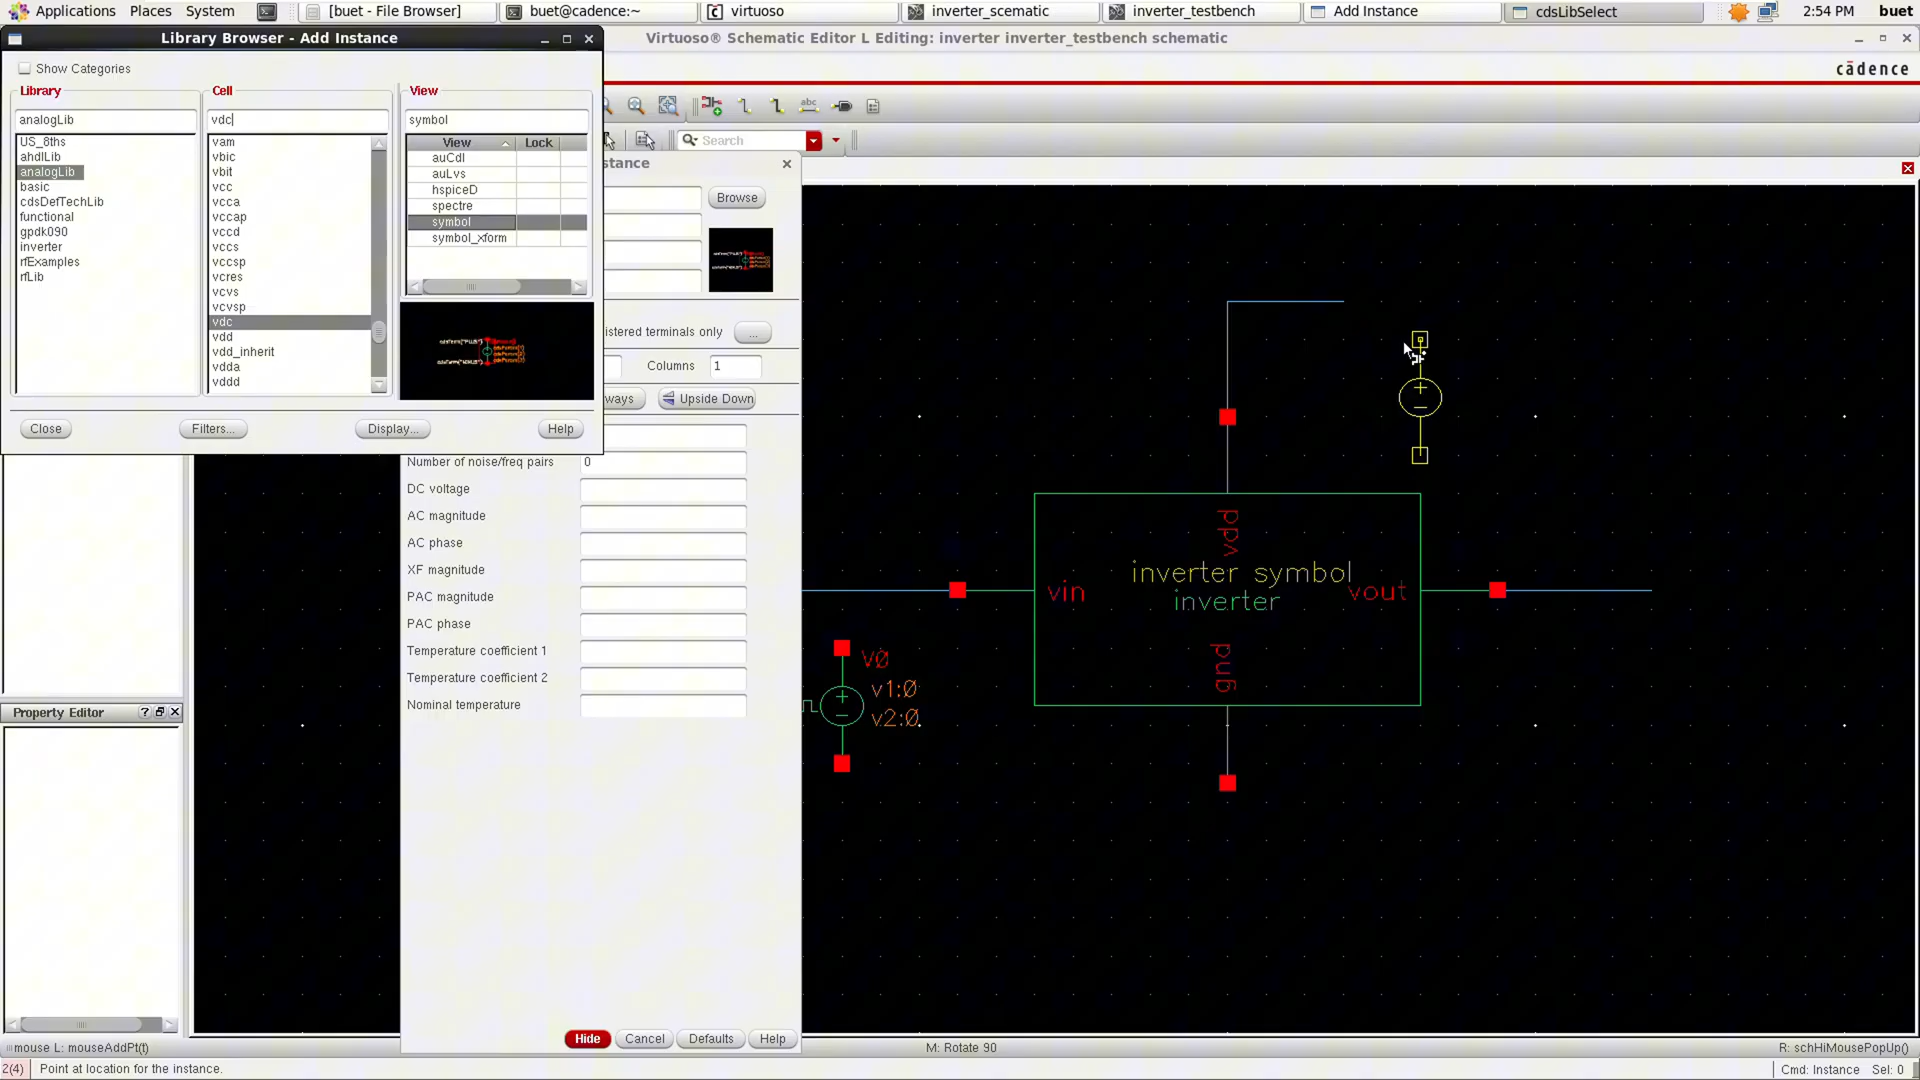 Applications Places System [buet - File Browser] buet@cadence:~ virtuoso inverter_scematic inverter_testbench Add Instance cdsLibSelect 2:54 PM buet
Library Browser - Add Instance
Virtuoso® Schematic Editor L Editing: inverter inverter_testbench schematic
cādence
Show Categories
Library
analogLib
US_8ths
ahdlLib
analogLib
basic
cdsDefTechLib
functional
gpdk090
inverter
rfExamples
rfLib
Cell
vdc
vam
vbic
vbit
vcc
vcca
vccap
vccd
vccs
vccsp
vcres
vcvs
vcvsp
vdc
vdd
vdd_inherit
vdda
vddd
View
symbol
View Lock
auCdl
auLvs
hspiceD
spectre
symbol
symbol_xform
Close Filters... Display... Help
abc
Search
stance
Browse
istered terminals only ...
Columns 1
ways Upside Down
Number of noise/freq pairs 0
DC voltage
AC magnitude
AC phase
XF magnitude
PAC magnitude
PAC phase
Temperature coefficient 1
Temperature coefficient 2
Nominal temperature
Hide Cancel Defaults Help
vdd
inverter symbol
inverter
vin
vout
gnd
V0
v1:0
v2:0
Property Editor ?
mouse L: mouseAddPt(t) M: Rotate 90 R: schHiMousePopUp()
2(4) Point at location for the instance. Cmd: Instance Sel: 0